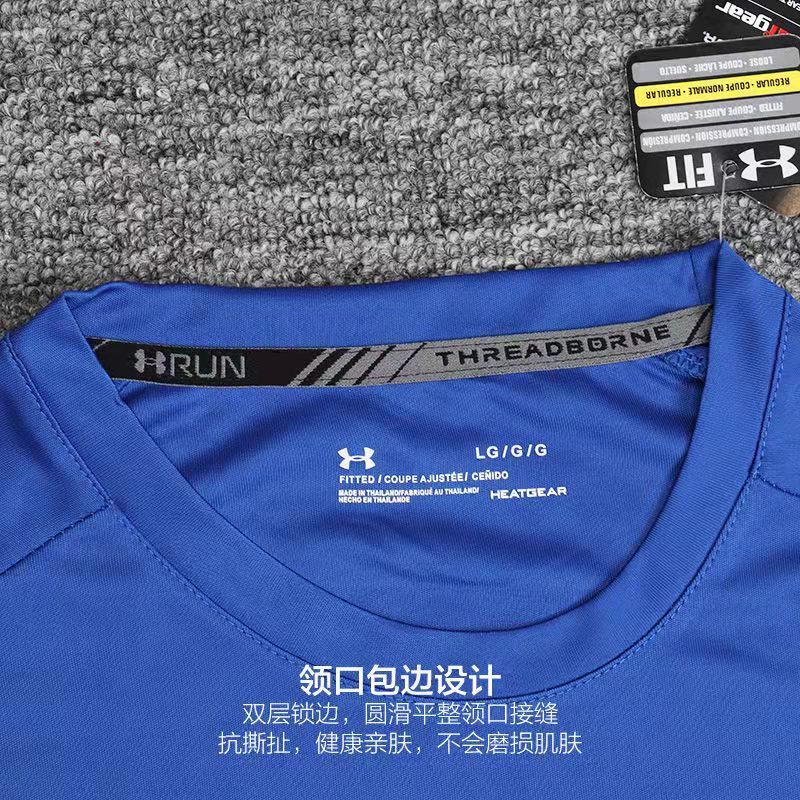 gear
LOOSE · COUPE LÂCHE · SUELTO
REGULAR · COUPE NORMALE · REGULAR
FITTED · COUPE AJUSTÉE · CEÑIDA
COMPRESSION · COMPRESIÓN
FIT
RUN
THREADBORNE
LG/G/G
FITTED / COUPE AJUSTÉE / CEÑIDO
MADE IN THAILAND/FABRIQUÉ AU THAILAND/
HECHO EN THAILANDE
HEATGEAR
领口包边设计
双层锁边，圆滑平整领口接缝
抗撕扯，健康亲肤，不会磨损肌肤